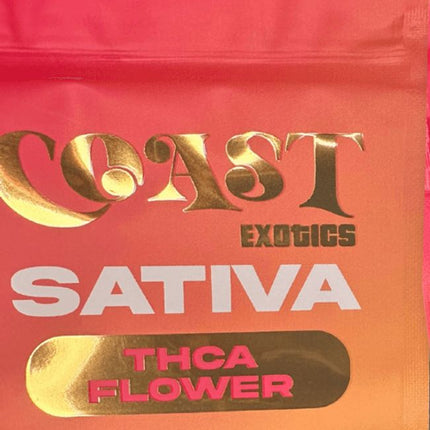 COAST
EXOTICS
SATIVA
THCA
FLOWER